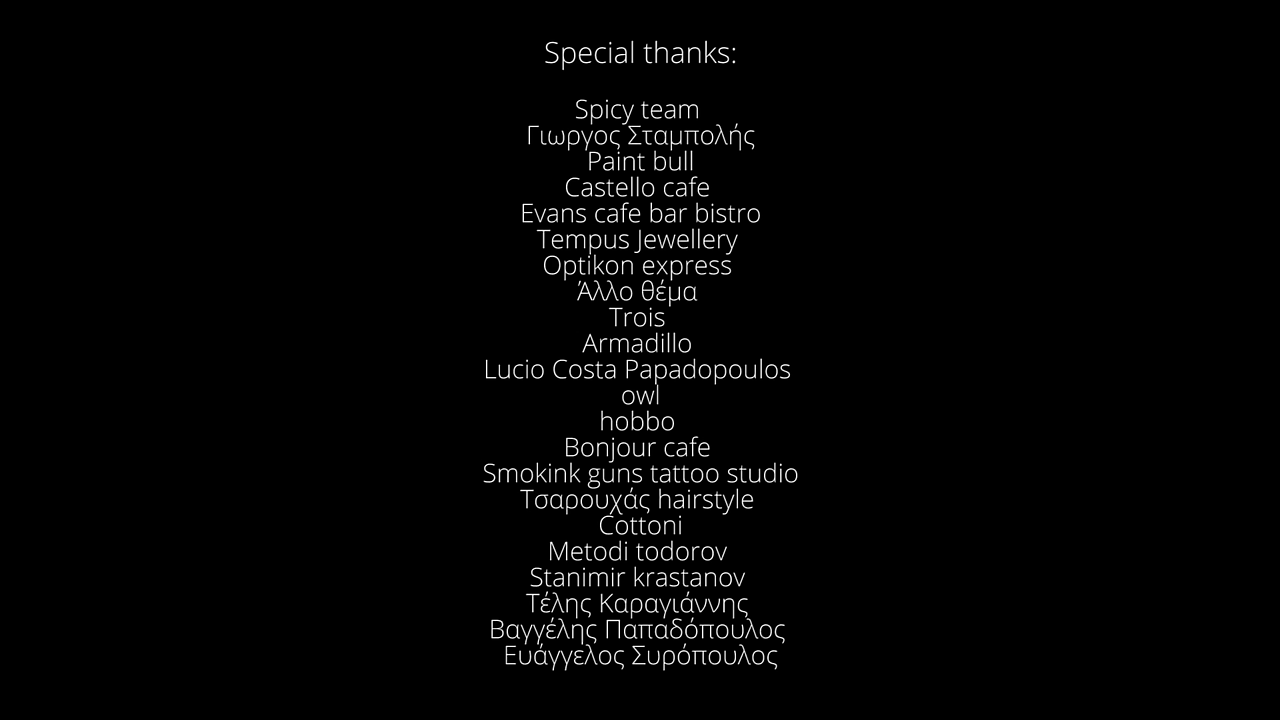 Special thanks:
Spicy team
Γιωργος Σταμπολής
Paint bull
Castello cafe
Evans cafe bar bistro
Tempus Jewellery
Optikon express
Άλλο θέμα
Trois
Armadillo
Lucio Costa Papadopoulos
owl
hobbo
Bonjour cafe
Smokink guns tattoo studio
Τσαρουχάς hairstyle
Cottoni
Metodi todorov
Stanimir krastanov
Τέλης Καραγιάννης
Βαγγέλης Παπαδόπουλος
Ευάγγελος Συρόπουλος